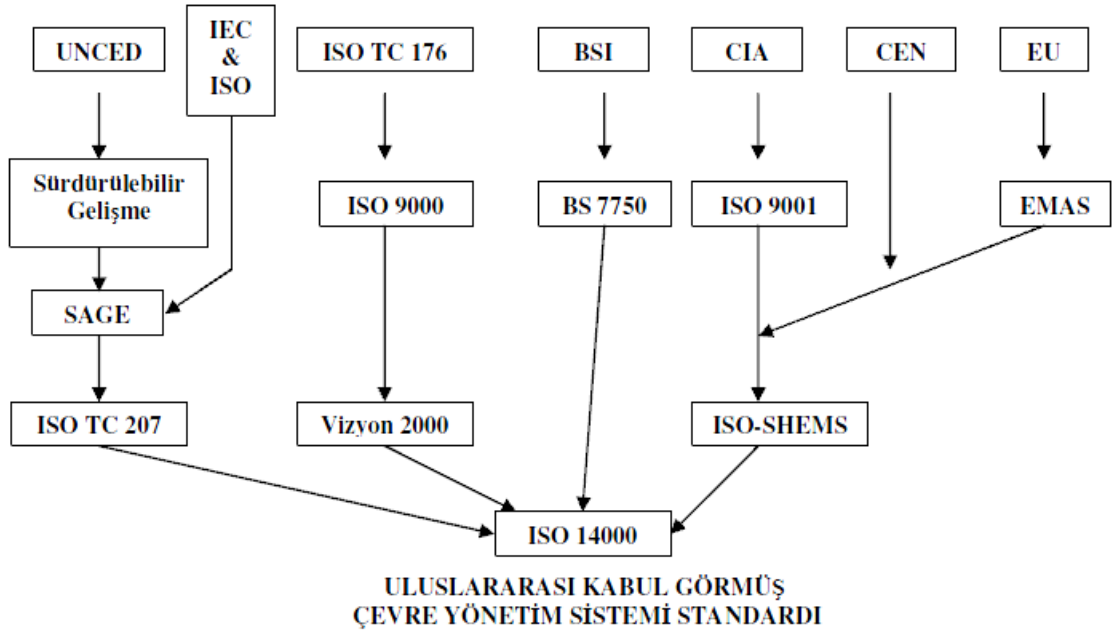 UNCED
IEC
&
ISO
ISO TC 176
BSI
CIA
CEN
EU
Sürdürülebilir
Gelişme
ISO 9000
BS 7750
ISO 9001
EMAS
SAGE
ISO TC 207
Vizyon 2000
ISO-SHEMS
ISO 14000
ULUSLARARASI KABUL GÖRMÜŞ
ÇEVRE YÖNETİM SİSTEMİ STANDARDI